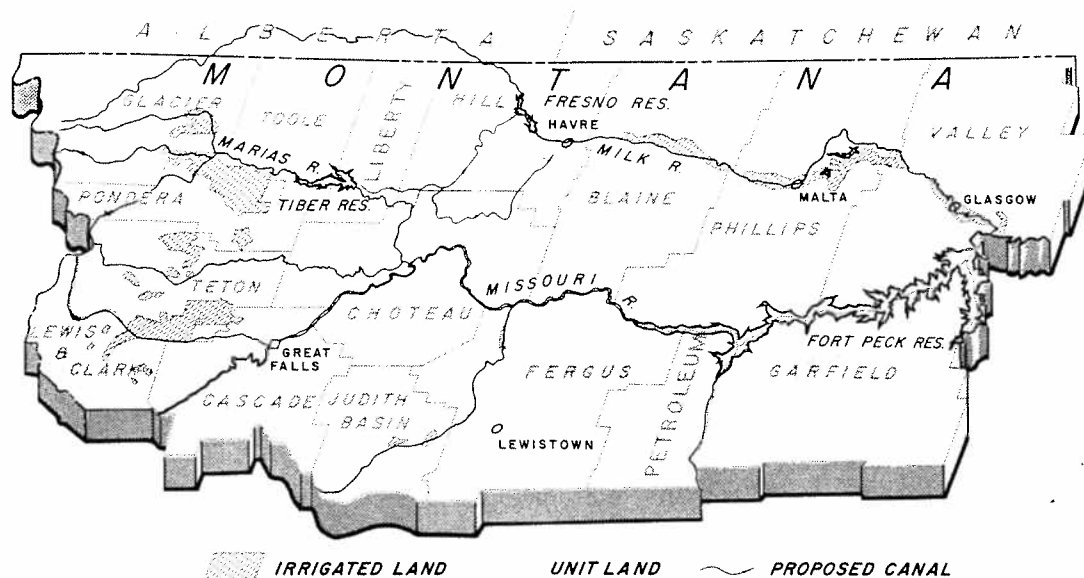 ALBERTA SASKATCHEWAN
MONTANA
GLACIER
TOOLE
LIBERTY
HILL
FRESNO RES.
HAVRE
VALLEY
MARIAS R.
MILK R.
PONDERA
TIBER RES.
BLAINE
MALTA
GLASGOW
PHILLIPS
TETON
MISSOURI R.
CHOTEAU
LEWIS
&
CLARK
GREAT
FALLS
FORT PECK RES.
FERGUS
PETROLEUM
GARFIELD
CASCADE
JUDITH
BASIN
LEWISTOWN
IRRIGATED LAND UNIT LAND PROPOSED CANAL